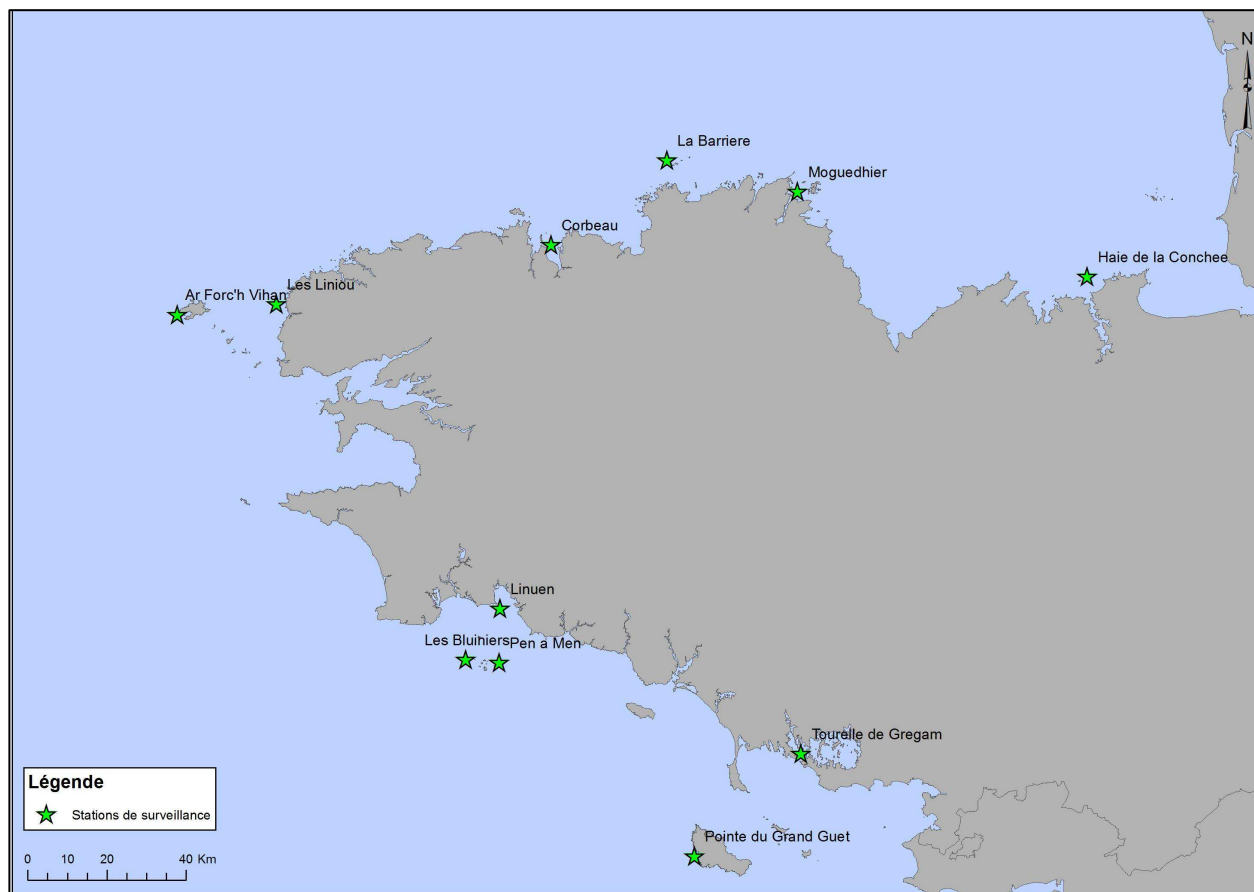 N
La Barriere
Moguedhier
Corbeau
Haie de la Conchee
Les Liniou
Ar Forc'h Vihan
Linuen
Les Bluiniers
Pen a Men
Tourelle de Gregam
Pointe du Grand Guet
Légende
Stations de surveillance
0 10 20 40 Km